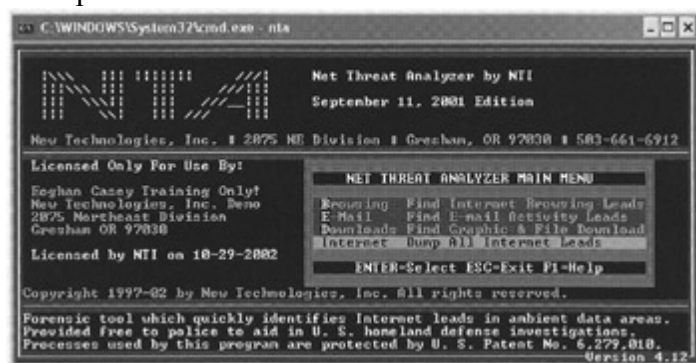 C:\WINDOWS\System32\cmd.exe - nta
NTA
Net Threat Analyzer by NTI
September 11, 2001 Edition
New Technologies, Inc. 2075 NE Division Gresham, OR 97030 503-661-6912
Licensed Only For Use By:
Eoghan Casey Training Only!
New Technologies, Inc. Demo
2075 Northeast Division
Gresham OR 97030
Licensed by NTI on 10-29-2002
NET THREAT ANALYZER MAIN MENU
Browsing Find Internet Browsing Leads
E-Mail Find E-mail Activity Leads
Downloads Find Graphic & File Download
Internet Dump All Internet Leads
ENTER-Select ESC-Exit F1-Help
Copyright 1997-02 by New Technologies, Inc. All rights reserved.
Forensic tool which quickly identifies Internet leads in ambient data areas.
Provided free to police to aid in U. S. homeland defense investigations.
Processes used by this program are protected by U. S. Patent No. 6,279,010.
Version 4.12